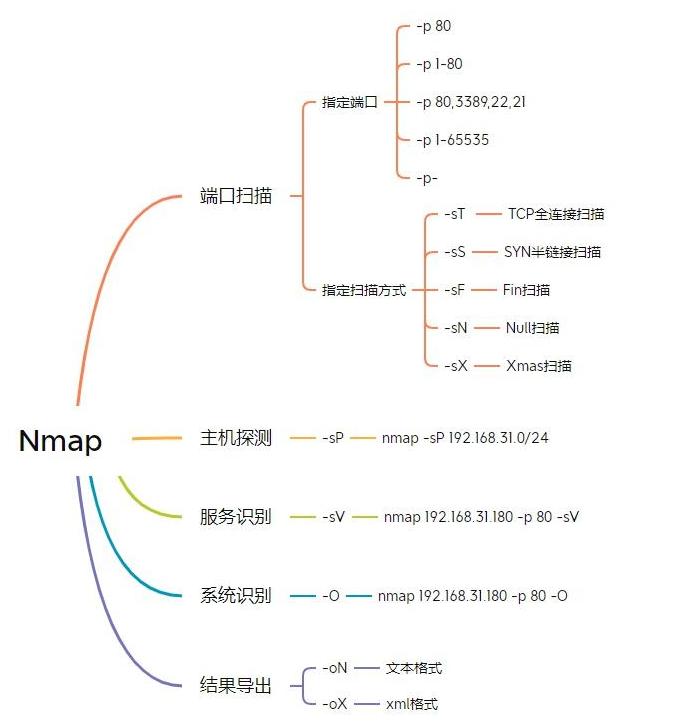 Nmap
端口扫描
指定端口
-p 80
-p 1-80
-p 80,3389,22,21
-p 1-65535
-p-
指定扫描方式
-sT
TCP全连接扫描
-sS
SYN半链接扫描
-sF
Fin扫描
-sN
Null扫描
-sX
Xmas扫描
主机探测
-sP
nmap -sP 192.168.31.0/24
服务识别
-sV
nmap 192.168.31.180 -p 80 -sV
系统识别
-O
nmap 192.168.31.180 -p 80 -O
结果导出
-oN
文本格式
-oX
xml格式